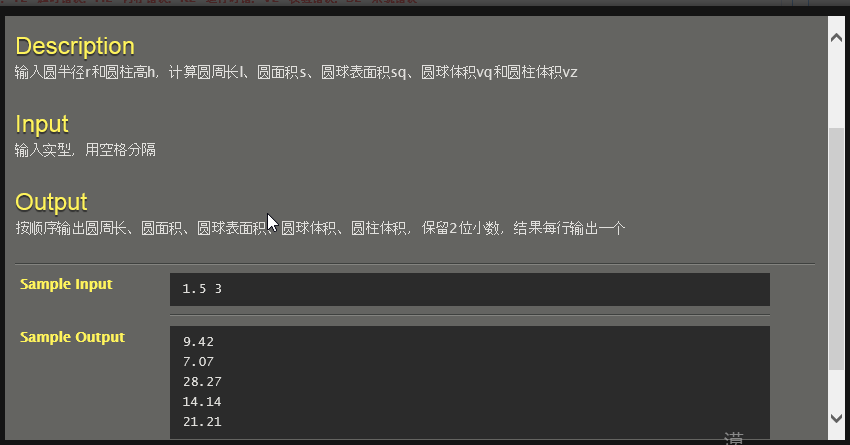 Description
输入圆半径r和圆柱高h，计算圆周长l、圆面积s、圆球表面积sq、圆球体积vq和圆柱体积vz
Input
输入实型，用空格分隔
Output
按顺序输出圆周长、圆面积、圆球表面积、圆球体积、圆柱体积，保留2位小数，结果每行输出一个
Sample Input
1.5 3
Sample Output
9.42
7.07
28.27
14.14
21.21